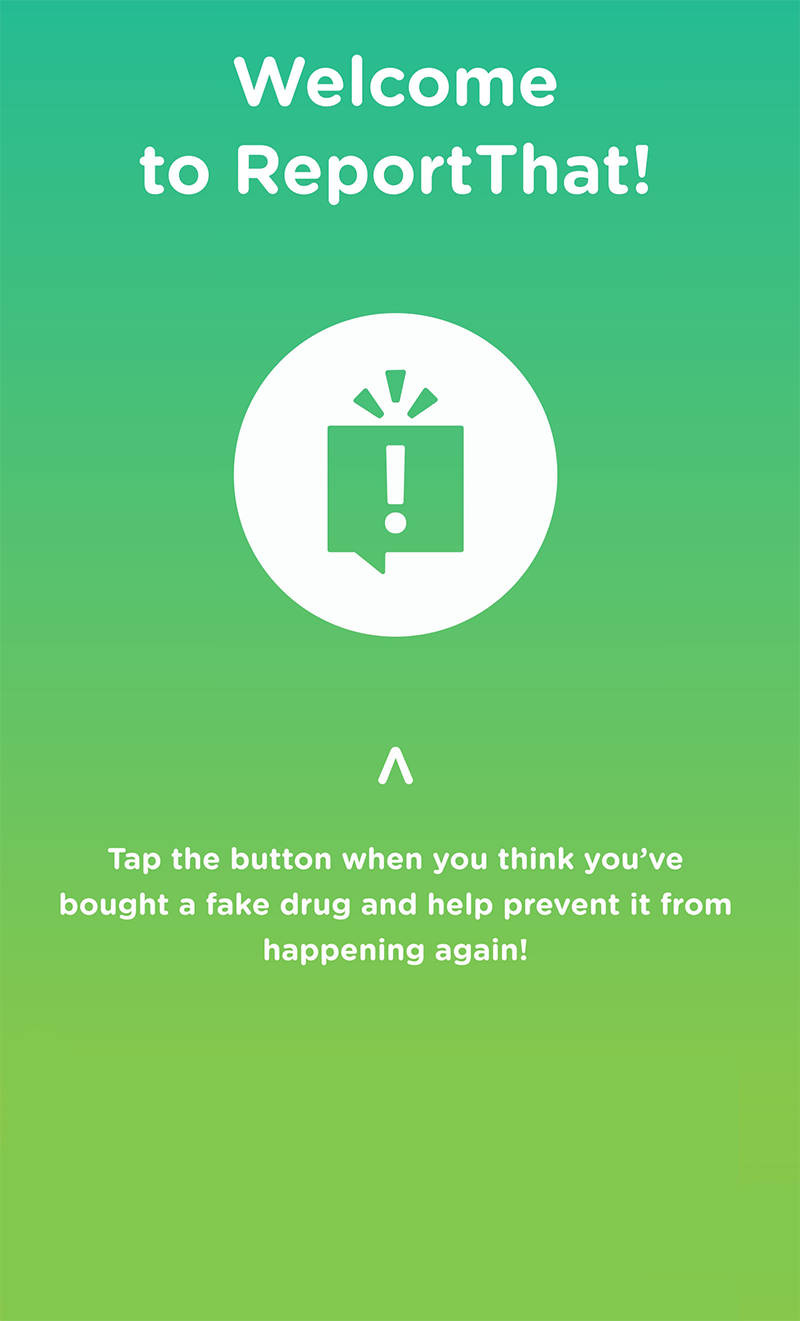 Welcome
to ReportThat!
!
^
Tap the button when you think you’ve
bought a fake drug and help prevent it from
happening again!